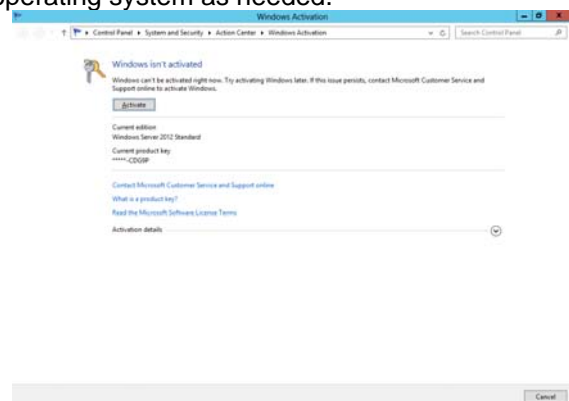 operating system as needed.
Windows Activation
Control Panel ▸ System and Security ▸ Action Center ▸ Windows Activation
Search Control Panel
Windows isn't activated
Windows can't be activated right now. Try activating Windows later. If this issue persists, contact Microsoft Customer Service and
Support online to activate Windows.
Activate
Current edition
Windows Server 2012 Standard
Current product key
*****-CDG9P
Contact Microsoft Customer Service and Support online
What is a product key?
Read the Microsoft Software License Terms
Activation details
Cancel